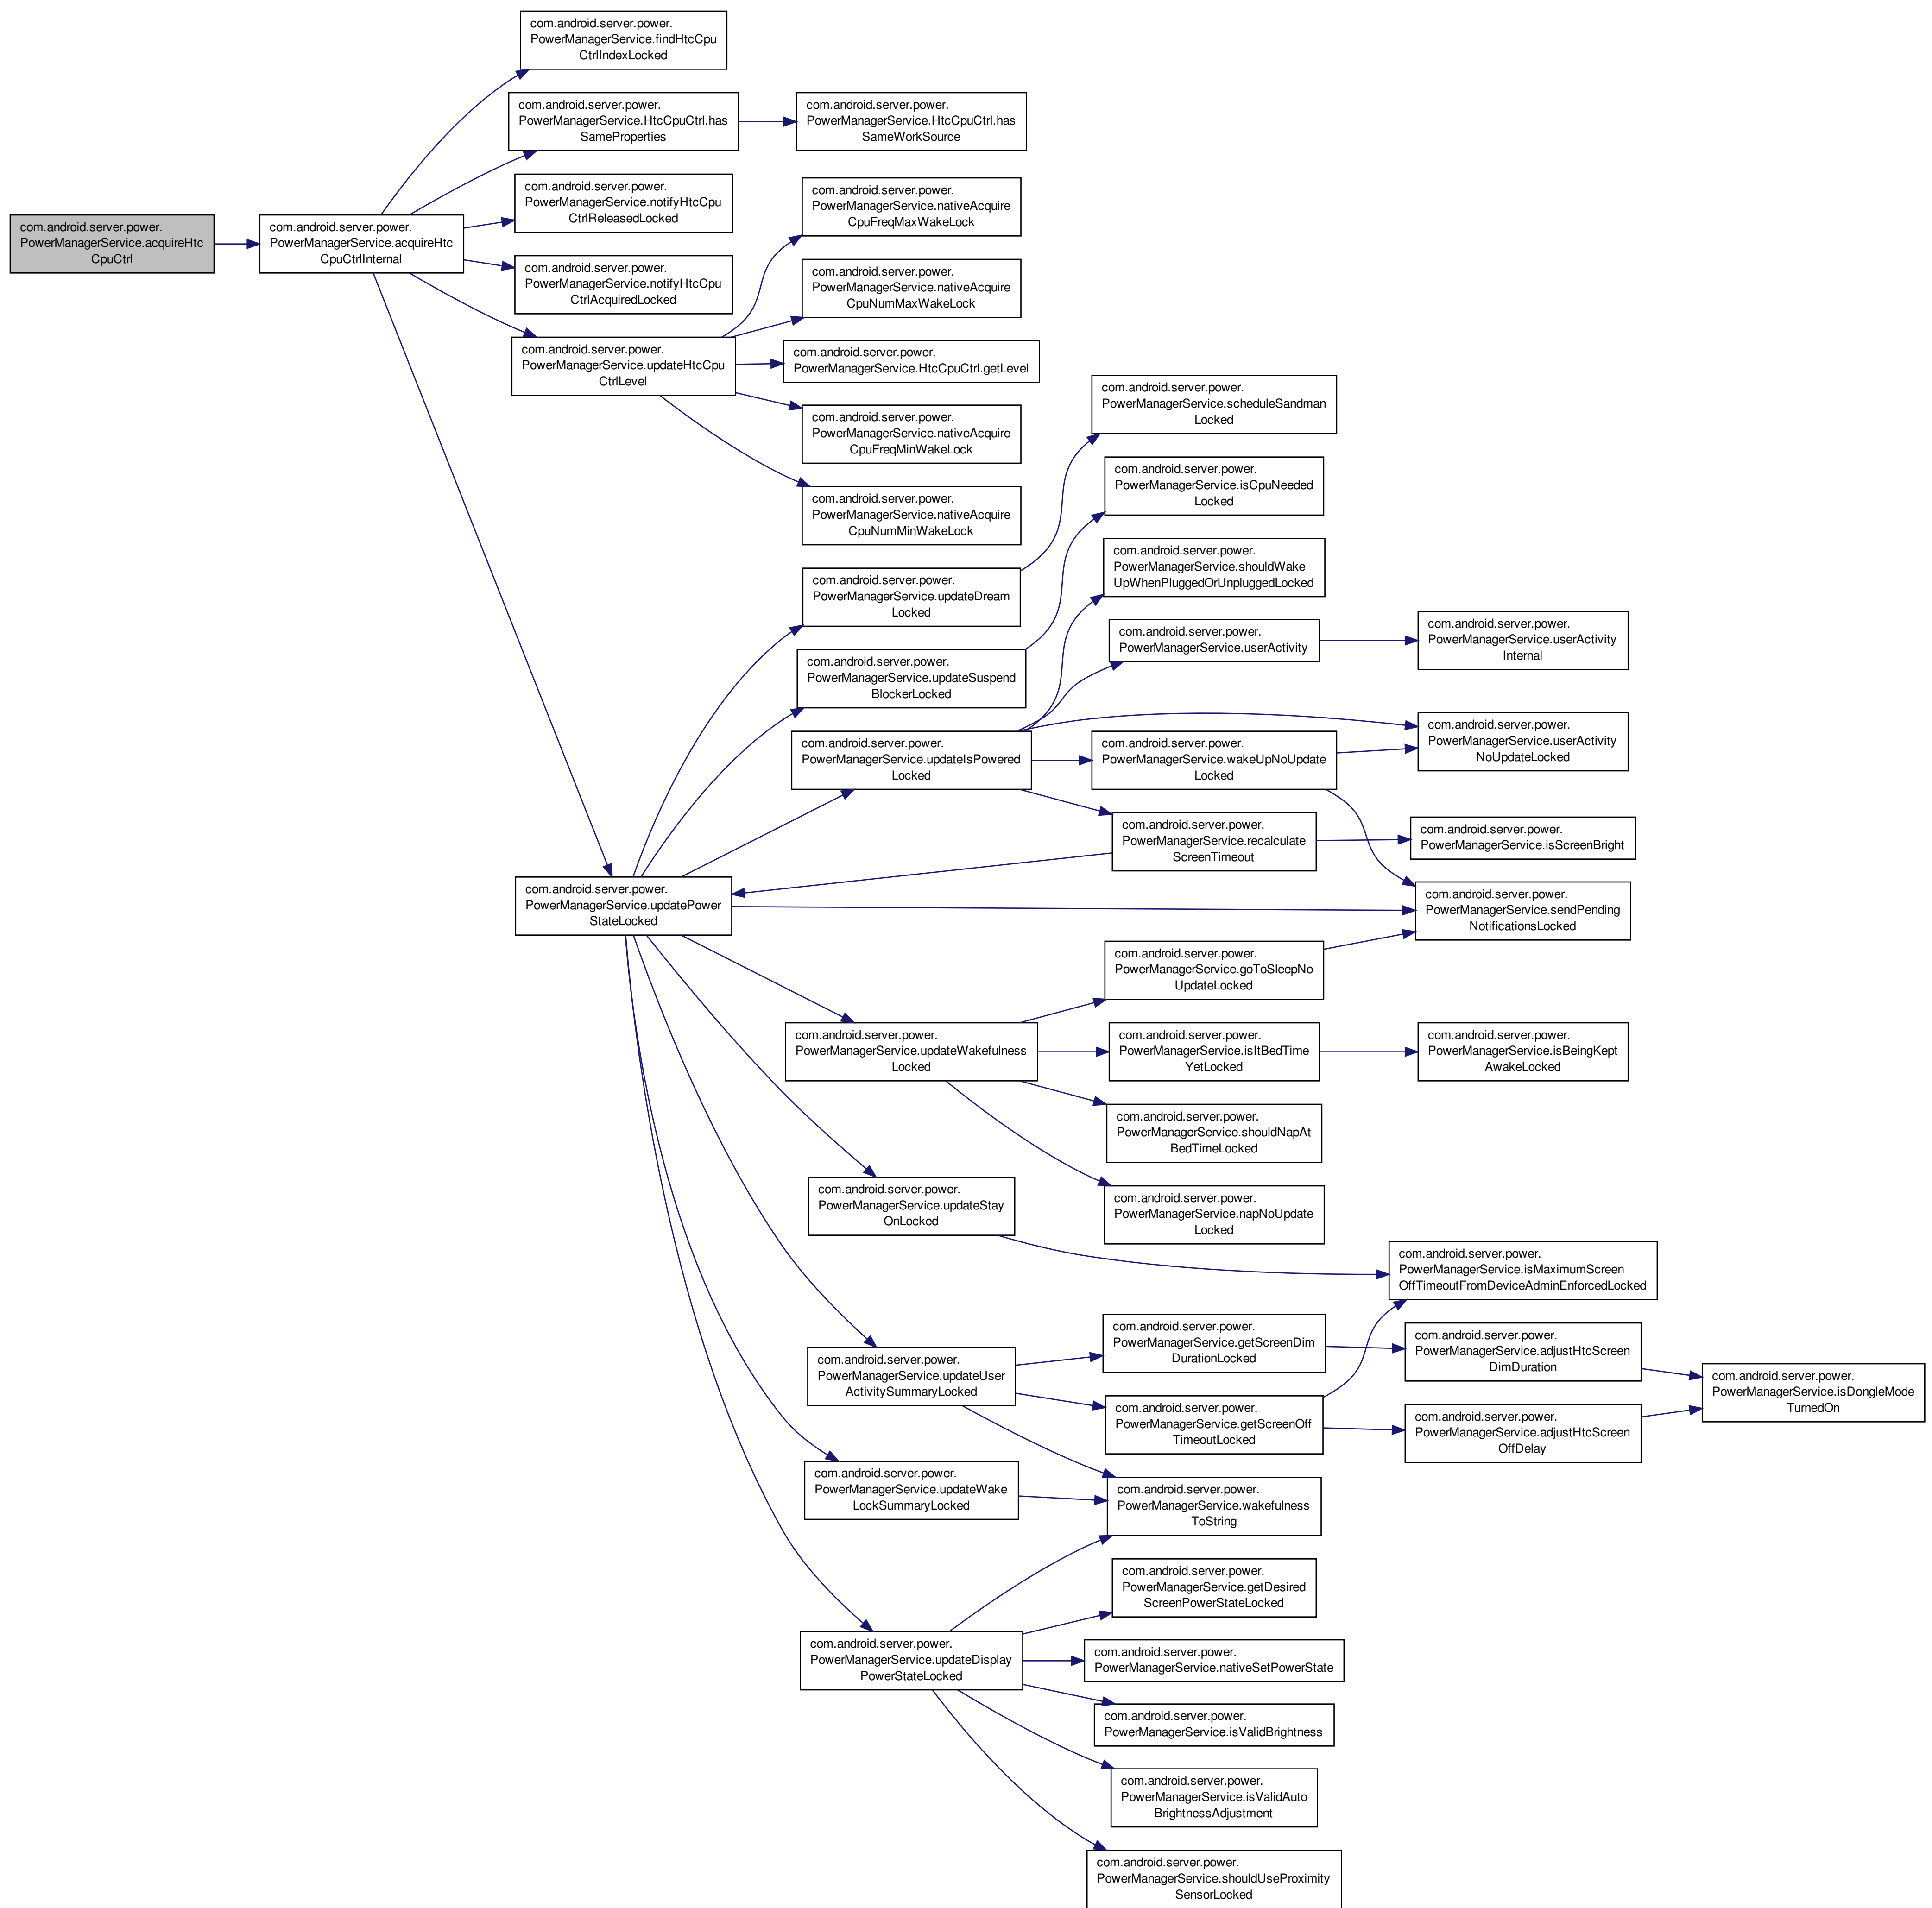 com.android.server.power.
PowerManagerService.acquireHtc
CpuCtrl
com.android.server.power.
PowerManagerService.acquireHtc
CpuCtrlInternal
com.android.server.power.
PowerManagerService.findHtcCpu
CtrlIndexLocked
com.android.server.power.
PowerManagerService.HtcCpuCtrl.has
SameProperties
com.android.server.power.
PowerManagerService.HtcCpuCtrl.has
SameWorkSource
com.android.server.power.
PowerManagerService.notifyHtcCpu
CtrlReleasedLocked
com.android.server.power.
PowerManagerService.notifyHtcCpu
CtrlAcquiredLocked
com.android.server.power.
PowerManagerService.updateHtcCpu
CtrlLevel
com.android.server.power.
PowerManagerService.nativeAcquire
CpuFreqMaxWakeLock
com.android.server.power.
PowerManagerService.nativeAcquire
CpuNumMaxWakeLock
com.android.server.power.
PowerManagerService.HtcCpuCtrl.getLevel
com.android.server.power.
PowerManagerService.nativeAcquire
CpuFreqMinWakeLock
com.android.server.power.
PowerManagerService.nativeAcquire
CpuNumMinWakeLock
com.android.server.power.
PowerManagerService.updatePower
StateLocked
com.android.server.power.
PowerManagerService.updateDream
Locked
com.android.server.power.
PowerManagerService.scheduleSandman
Locked
com.android.server.power.
PowerManagerService.updateSuspend
BlockerLocked
com.android.server.power.
PowerManagerService.isCpuNeeded
Locked
com.android.server.power.
PowerManagerService.updateIsPowered
Locked
com.android.server.power.
PowerManagerService.shouldWake
UpWhenPluggedOrUnpluggedLocked
com.android.server.power.
PowerManagerService.userActivity
com.android.server.power.
PowerManagerService.userActivity
Internal
com.android.server.power.
PowerManagerService.userActivity
NoUpdateLocked
com.android.server.power.
PowerManagerService.wakeUpNoUpdate
Locked
com.android.server.power.
PowerManagerService.recalculate
ScreenTimeout
com.android.server.power.
PowerManagerService.isScreenBright
com.android.server.power.
PowerManagerService.sendPending
NotificationsLocked
com.android.server.power.
PowerManagerService.updateWakefulness
Locked
com.android.server.power.
PowerManagerService.goToSleepNo
UpdateLocked
com.android.server.power.
PowerManagerService.isItBedTime
YetLocked
com.android.server.power.
PowerManagerService.isBeingKept
AwakeLocked
com.android.server.power.
PowerManagerService.shouldNapAt
BedTimeLocked
com.android.server.power.
PowerManagerService.napNoUpdate
Locked
com.android.server.power.
PowerManagerService.updateStay
OnLocked
com.android.server.power.
PowerManagerService.isMaximumScreen
OffTimeoutFromDeviceAdminEnforcedLocked
com.android.server.power.
PowerManagerService.updateUser
ActivitySummaryLocked
com.android.server.power.
PowerManagerService.getScreenDim
DurationLocked
com.android.server.power.
PowerManagerService.adjustHtcScreen
DimDuration
com.android.server.power.
PowerManagerService.isDongleMode
TurnedOn
com.android.server.power.
PowerManagerService.getScreenOff
TimeoutLocked
com.android.server.power.
PowerManagerService.adjustHtcScreen
OffDelay
com.android.server.power.
PowerManagerService.updateWake
LockSummaryLocked
com.android.server.power.
PowerManagerService.wakefulness
ToString
com.android.server.power.
PowerManagerService.updateDisplay
PowerStateLocked
com.android.server.power.
PowerManagerService.getDesired
ScreenPowerStateLocked
com.android.server.power.
PowerManagerService.nativeSetPowerState
com.android.server.power.
PowerManagerService.isValidBrightness
com.android.server.power.
PowerManagerService.isValidAuto
BrightnessAdjustment
com.android.server.power.
PowerManagerService.shouldUseProximity
SensorLocked